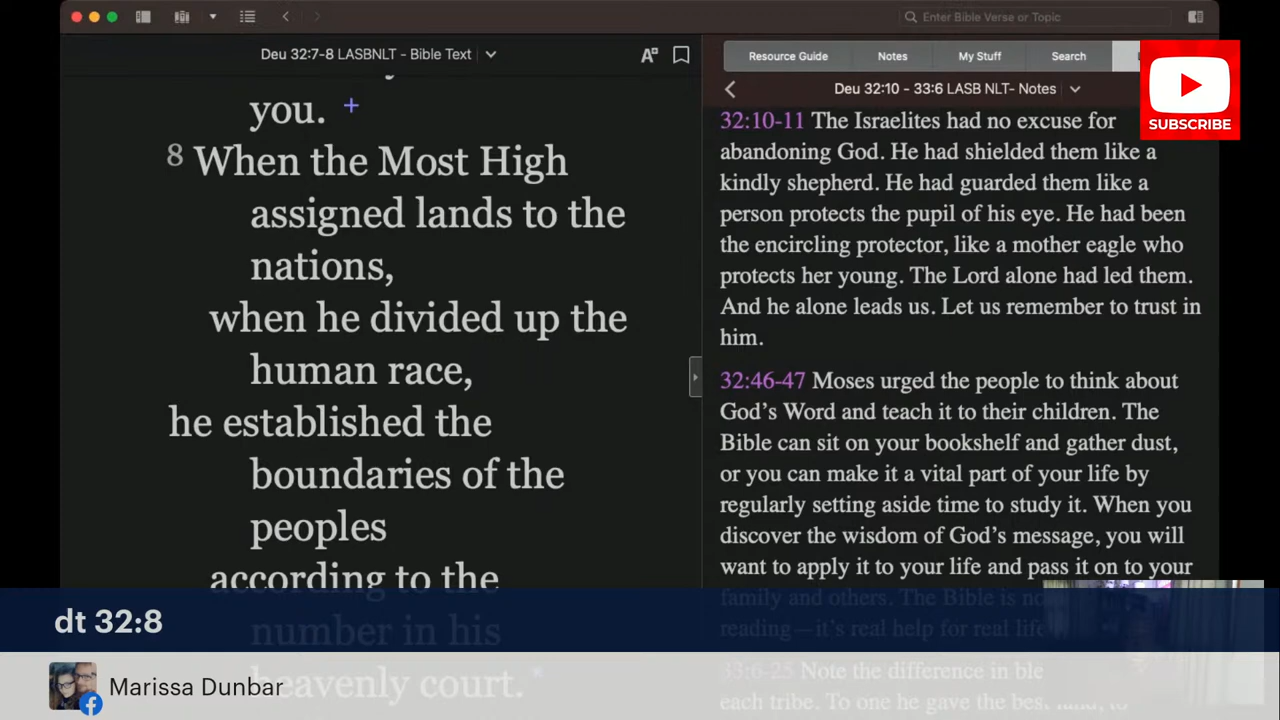 Enter Bible Verse or Topic
Deu 32:7-8 LASBNLT - Bible Text
you. +
8 When the Most High
assigned lands to the
nations,
when he divided up the
human race,
he established the
boundaries of the
peoples
according to the
number in his
heavenly court. *
Resource Guide
Notes
My Stuff
Search
Deu 32:10 - 33:6 LASB NLT- Notes
SUBSCRIBE
32:10-11 The Israelites had no excuse for
abandoning God. He had shielded them like a
kindly shepherd. He had guarded them like a
person protects the pupil of his eye. He had been
the encircling protector, like a mother eagle who
protects her young. The Lord alone had led them.
And he alone leads us. Let us remember to trust in
him.
32:46-47 Moses urged the people to think about
God's Word and teach it to their children. The
Bible can sit on your bookshelf and gather dust,
or you can make it a vital part of your life by
regularly setting aside time to study it. When you
discover the wisdom of God's message, you will
want to apply it to your life and pass it on to your
family and others. The Bible is
reading—it's real help for real life
33:6-25 Note the difference in
each tribe. To one he gave the best land, to
dt 32:8
Marissa Dunbar